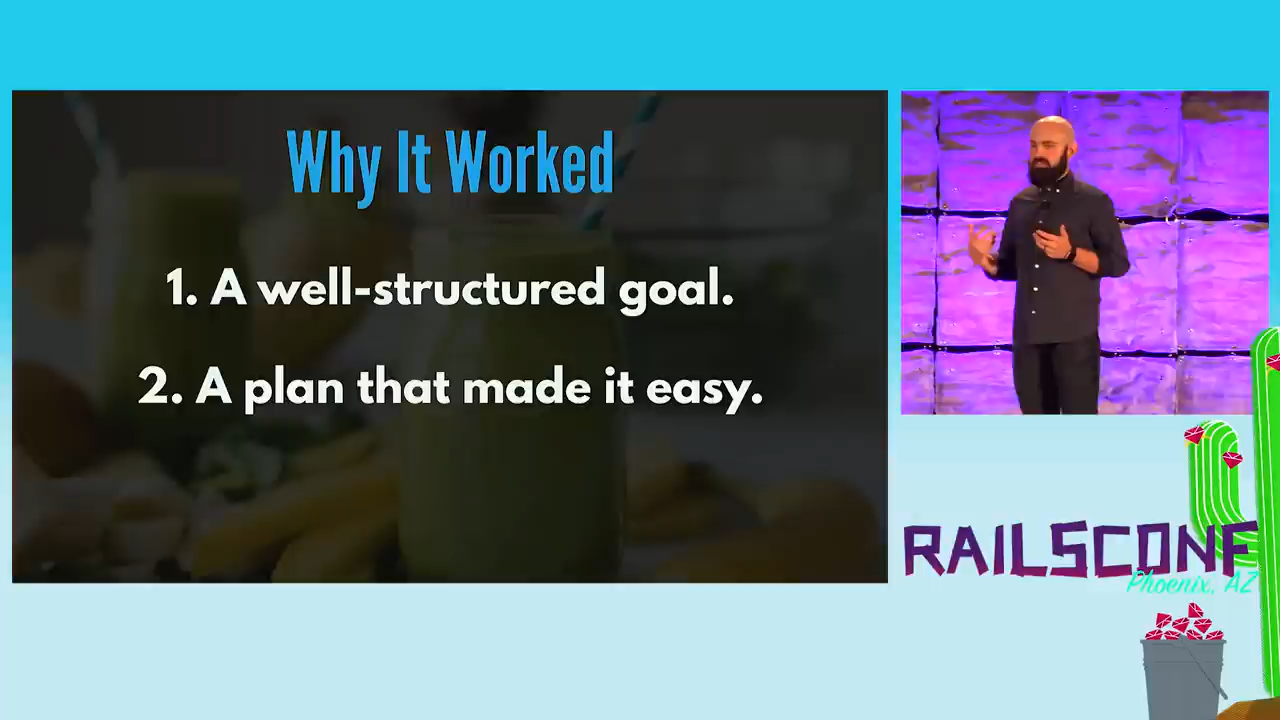 Why It Worked
1. A well-structured goal.
2. A plan that made it easy.
RAILSCONF
Phoenix, AZ